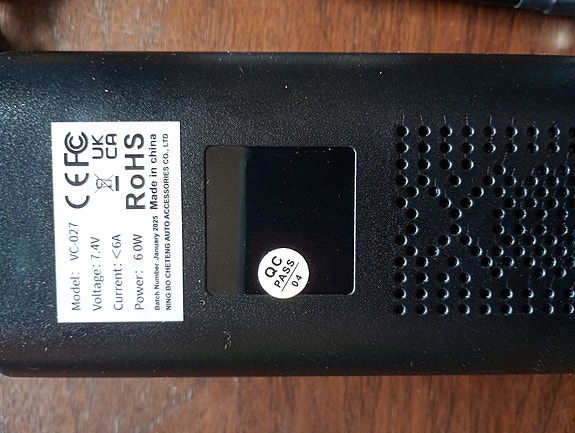 Model: VC-027
Voltage: 7.4V
Current: <6A
Power: 60W
Batch Number January 2025 Made in china
NING BO CHETENG AUTO ACCESSORIES CO., LTD
CE FC
UK
CA
RoHS
QC
PASS
04